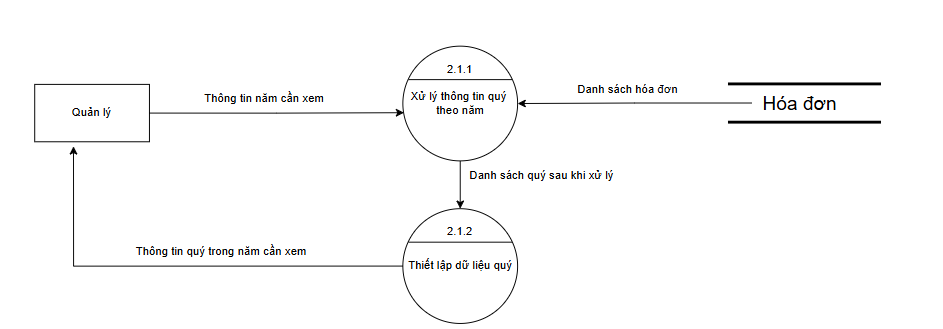 2.1.1
Xử lý thông tin quý
theo năm
Thông tin năm cần xem
Danh sách hóa đơn
Hóa đơn
Quản lý
Danh sách quý sau khi xử lý
2.1.2
Thiết lập dữ liệu quý
Thông tin quý trong năm cần xem